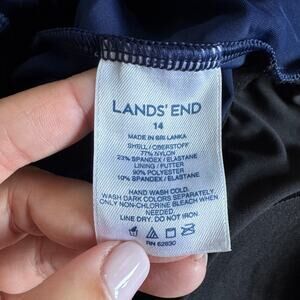 LANDS' END
14
MADE IN SRI LANKA
SHELL / OBERSTOFF
77% NYLON
23% SPANDEX / ELASTANE
LINING / FUTTER
90% POLYESTER
10% SPANDEX / ELASTANE
HAND WASH COLD.
WASH DARK COLORS SEPARATELY
ONLY NON-CHLORINE BLEACH WHEN
NEEDED.
LINE DRY. DO NOT IRON
RN 62830